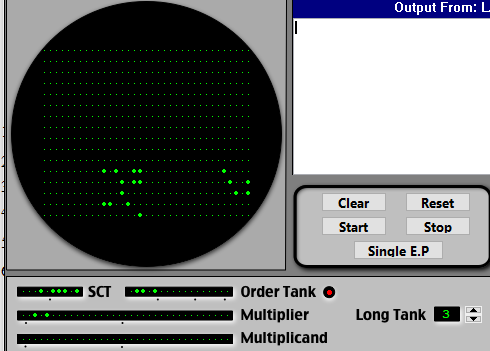 Output From: L
Clear Reset
Start Stop
Single E.P
SCT Order Tank
Multiplier Long Tank 3
Multiplicand